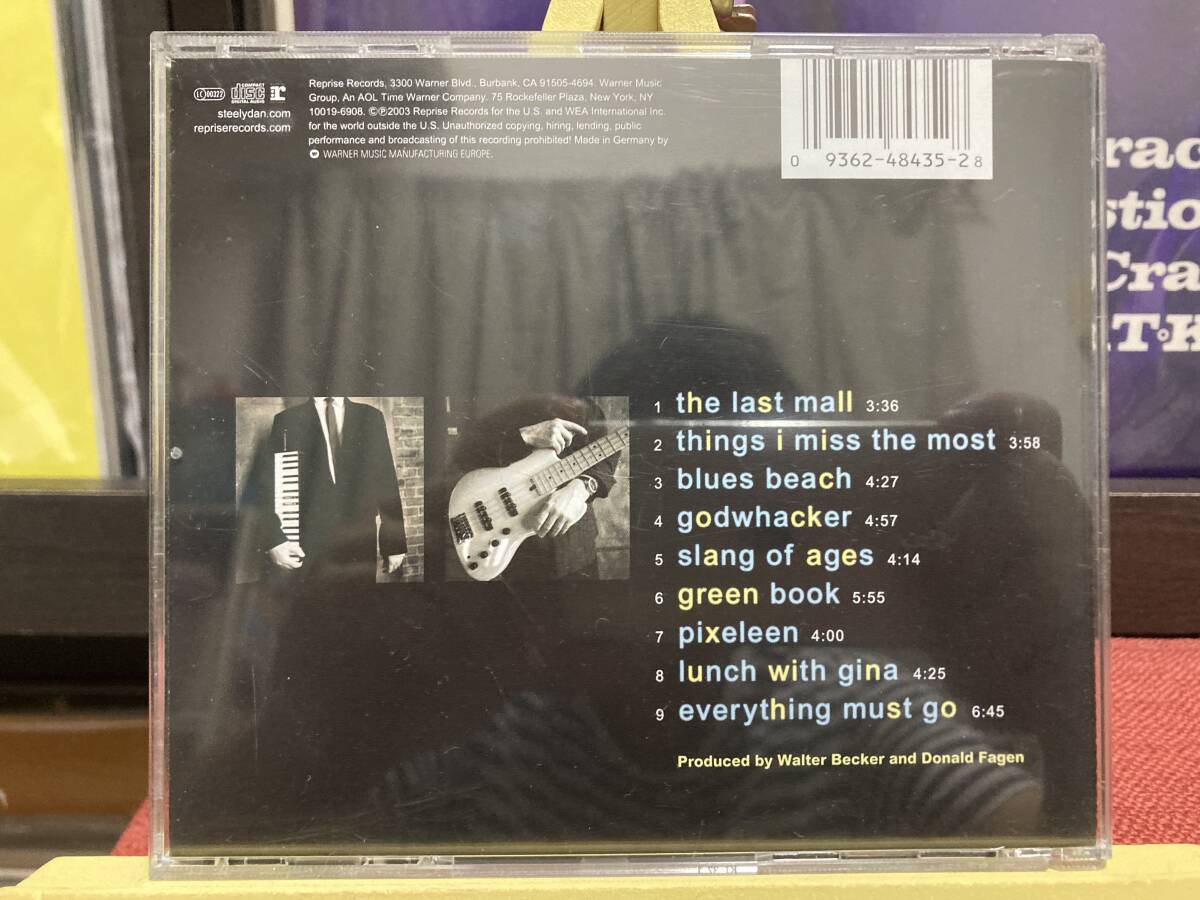 LC 00322
COMPACT
disc
DIGITAL AUDIO
r
steelydan.com
repriserecords.com
Reprise Records, 3300 Warner Blvd., Burbank, CA 91505-4694. Warner Music
Group, An AOL Time Warner Company. 75 Rockefeller Plaza, New York, NY
10019-6908. ©℗2003 Reprise Records for the U.S. and WEA International Inc.
for the world outside the U.S. Unauthorized copying, hiring, lending, public
performance and broadcasting of this recording prohibited! Made in Germany by
WARNER MUSIC MANUFACTURING EUROPE.
0 9362-48435-2 8
1 the last mall 3:36
2 things i miss the most 3:58
3 blues beach 4:27
4 godwhacker 4:57
5 slang of ages 4:14
6 green book 5:55
7 pixeleen 4:00
8 lunch with gina 4:25
9 everything must go 6:45
Produced by Walter Becker and Donald Fagen